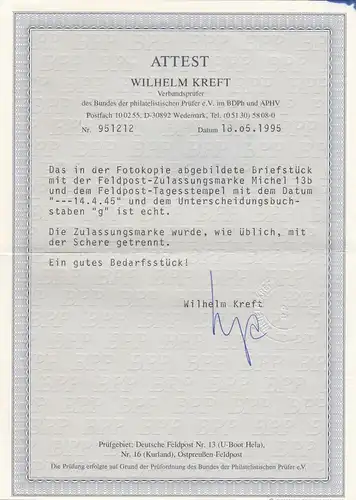 ATTEST
WILHELM KREFT
Verbandsprüfer
des Bundes der philatelistischen Prüfer e.V. im BDPh und APHV
Postfach 10 02 55, D-30892 Wedemark, Tel. (0 51 30) 58 08-0
Nr. 951212 Datum 18.05.1995
Das in der Fotokopie abgebildete Briefstück
mit der Feldpost-Zulassungsmarke Michel 13b
und dem Feldpost-Tagesstempel mit dem Datum
"---14.4.45" und dem Unterscheidungsbuch-
staben "g" ist echt.
Die Zulassungsmarke wurde, wie üblich, mit
der Schere getrennt.
Ein gutes Bedarfsstück!
Wilhelm Kreft
Prüfgebiet: Deutsche Feldpost Nr. 13 (U-Boot Hela),
Nr. 16 (Kurland), Ostpreußen-Feldpost
Die Prüfung erfolgte auf Grund der Prüfordnung des Bundes der Philatelistischen Prüfer e.V.